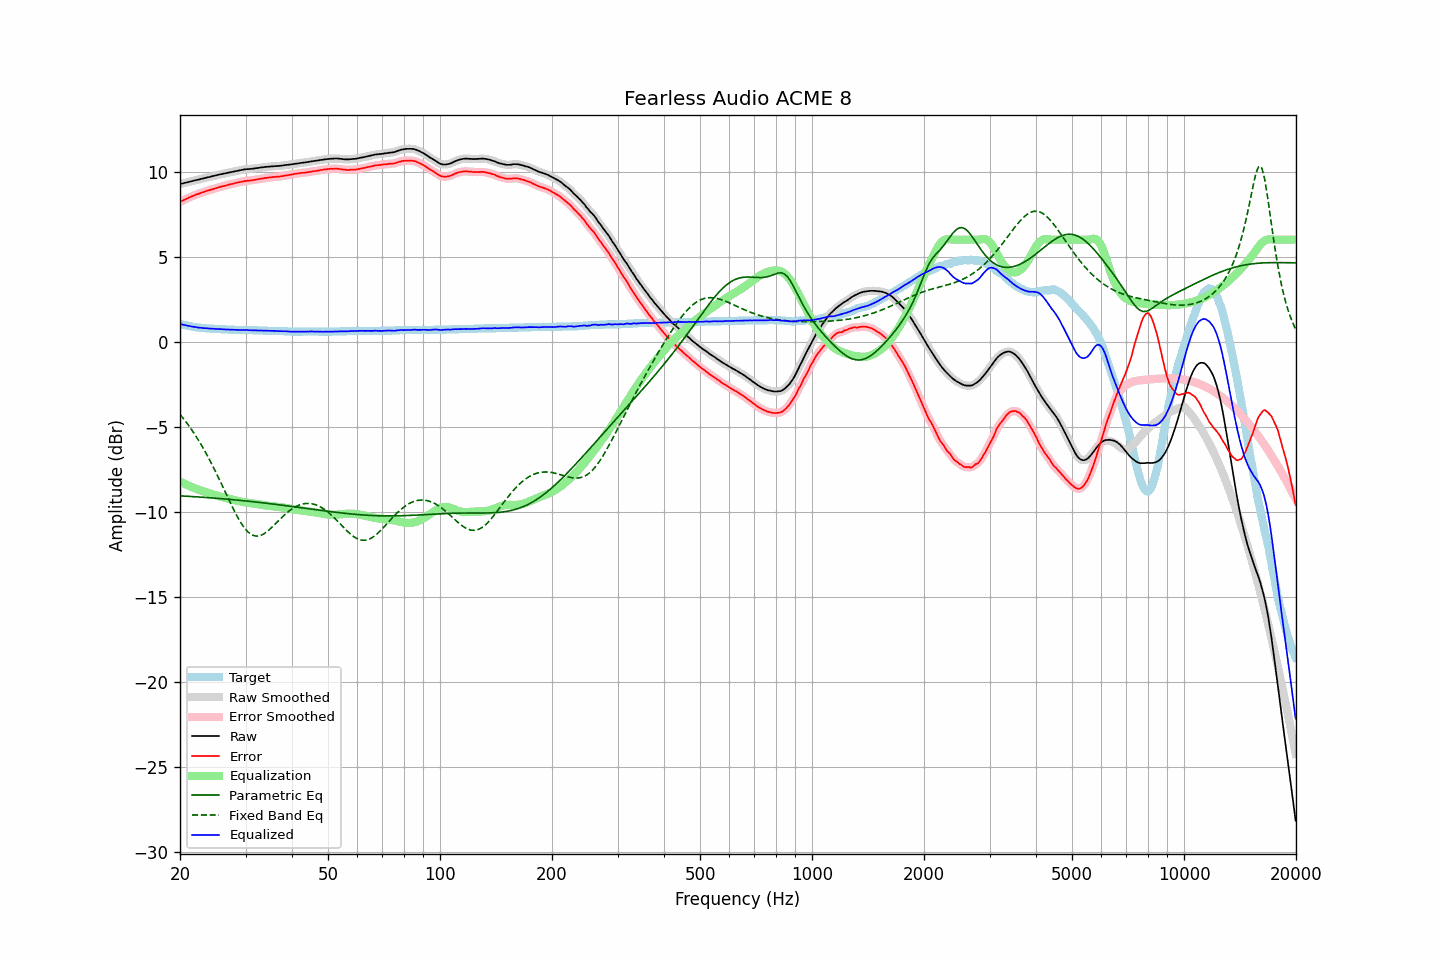 Fearless Audio ACME 8
Amplitude (dBr)
10
5
0
−5
−10
−15
−20
−25
−30
Target
Raw Smoothed
Error Smoothed
Raw
Error
Equalization
Parametric Eq
Fixed Band Eq
Equalized
20 50 100 200 500 1000 2000 5000 10000 20000
Frequency (Hz)